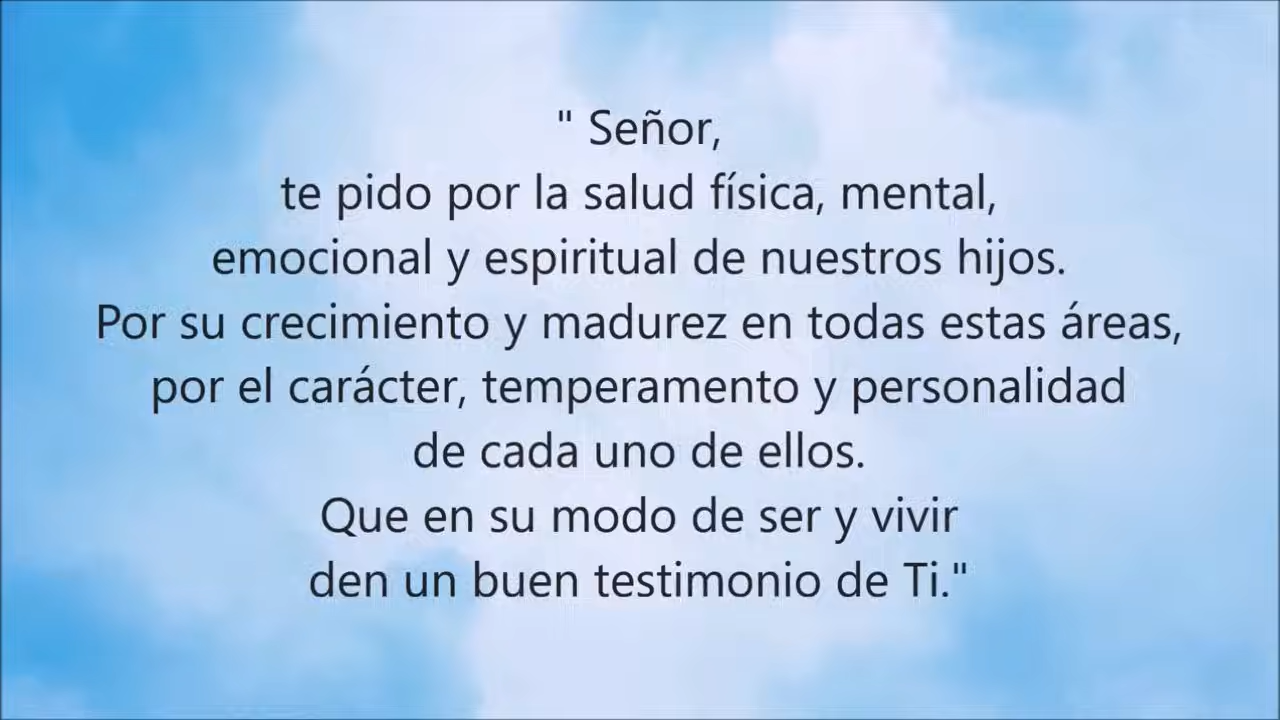 " Señor,
te pido por la salud física, mental,
emocional y espiritual de nuestros hijos.
Por su crecimiento y madurez en todas estas áreas,
por el carácter, temperamento y personalidad
de cada uno de ellos.
Que en su modo de ser y vivir
den un buen testimonio de Ti."